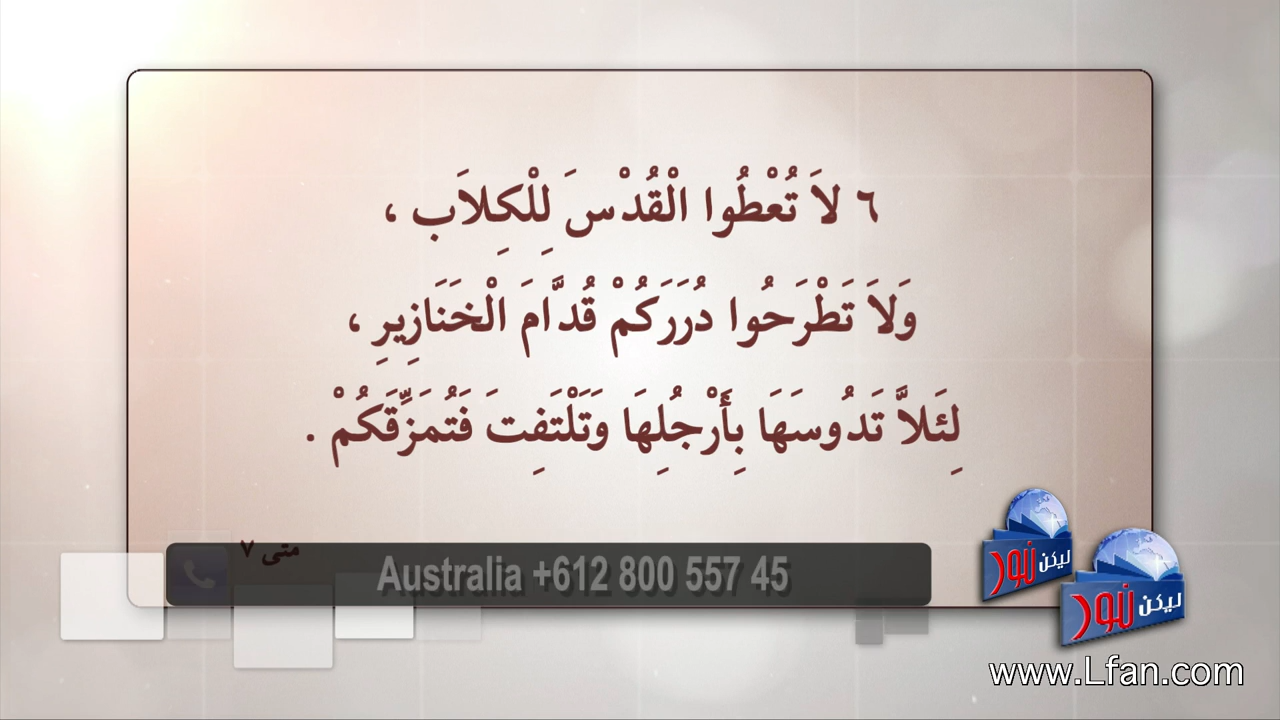 ٦ لاَ تُعْطُوا الْقُدْسَ لِلْكِلاَب ،
وَلاَ تَطْرَحُوا دُرَرَكُمْ قُدَّامَ الْخَنَازِيرِ ،
لِئَلاَّ تَدُوسَهَا بِأَرْجُلِهَا وَتَلْتَفِتَ فَتُمَزِّقَكُمْ .
متى ٧
Australia +612 800 557 45
ليكن نور
ليكن نور
www.Lfan.com